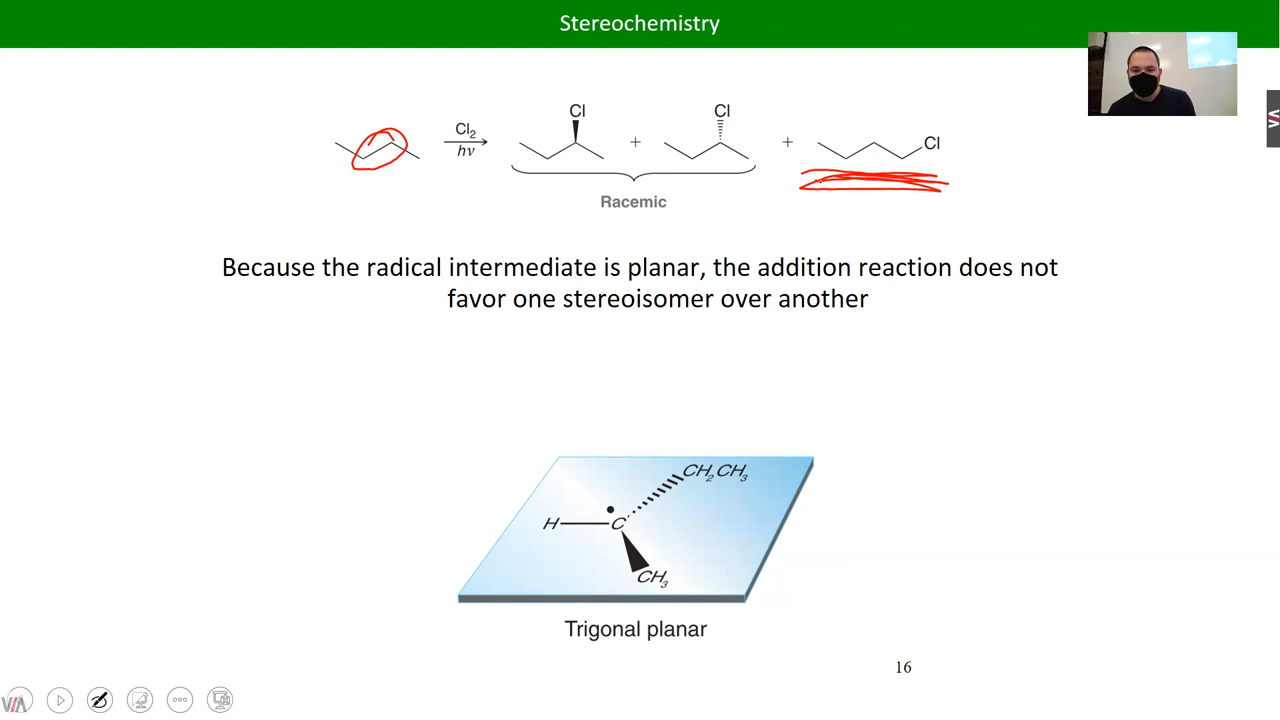 Stereochemistry
Cl Cl
Cl₂
hν
+ + Cl
Racemic
Because the radical intermediate is planar, the addition reaction does not
favor one stereoisomer over another
CH₂CH₃
H C
CH₃
Trigonal planar
16
VIA